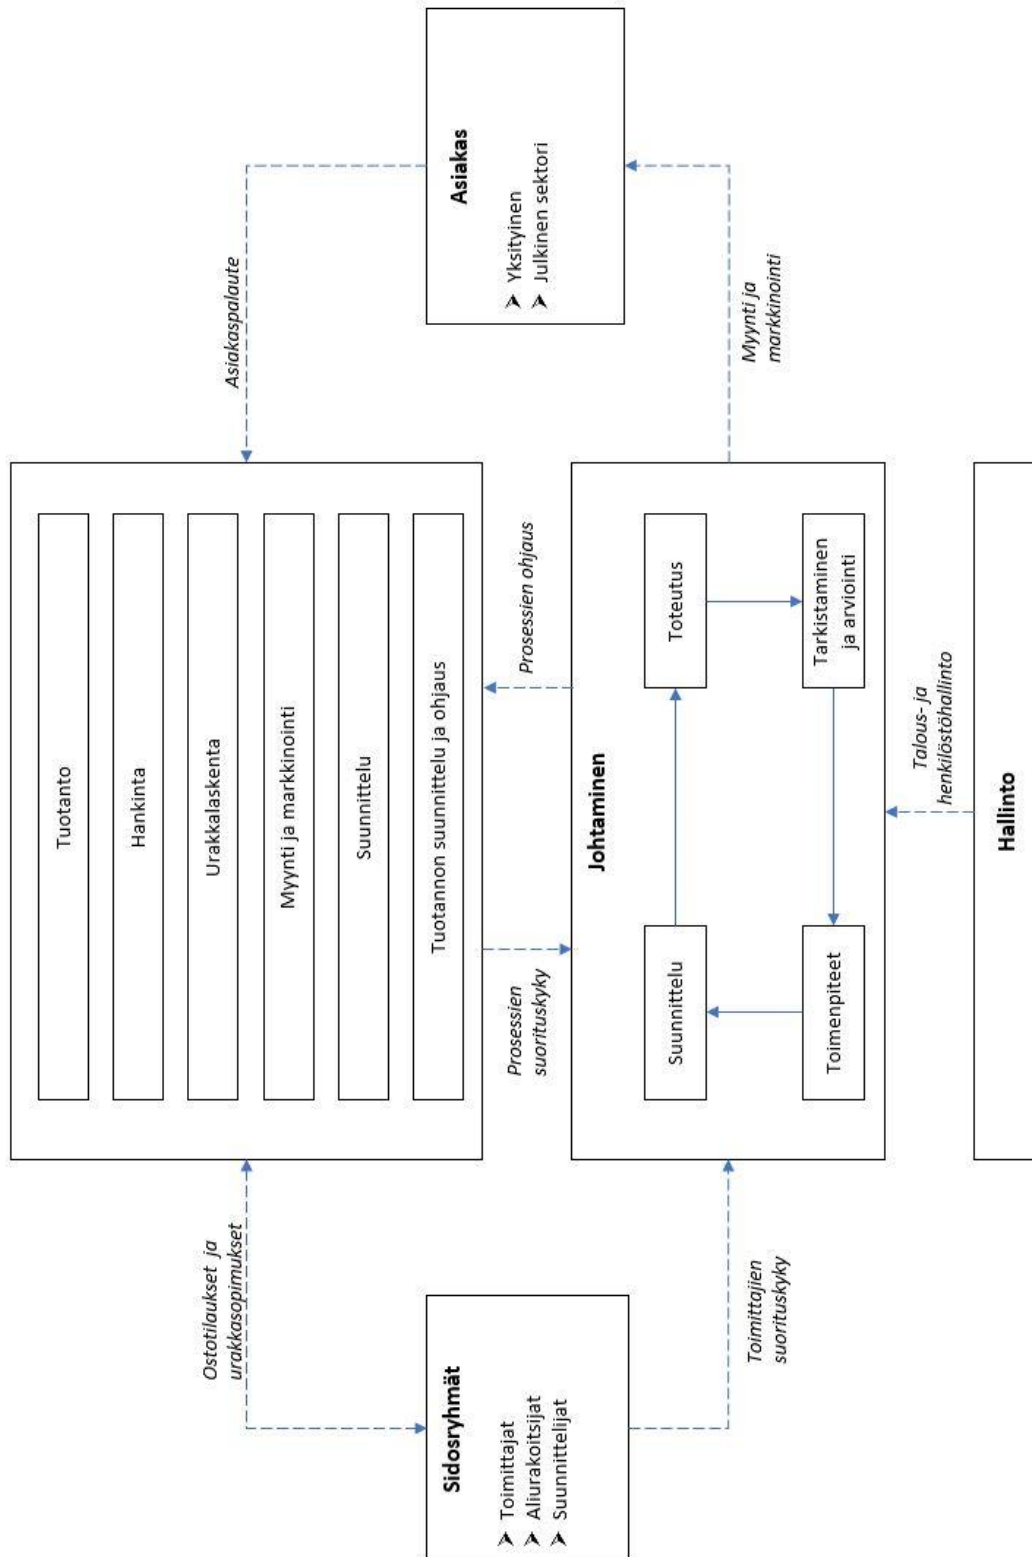 Tuotanto
Hankinta
Urakkalaskenta
Myynti ja markkinointi
Suunnittelu
Tuotannon suunnittelu ja ohjaus
Ostotilaukset ja
urakkasopimukset
Asiakaspalaute
Sidosryhmät
➢ Toimittajat
➢ Aliurakoitsijat
➢ Suunnittelijat
Prosessien
suorituskyky
Prosessien ohjaus
Asiakas
➢ Yksityinen
➢ Julkinen sektori
Johtaminen
Suunnittelu
Toteutus
Toimenpiteet
Tarkistaminen
ja arviointi
Toimittajien
suorituskyky
Myynti ja
markkinointi
Talous- ja
henkilöstöhallinto
Hallinto